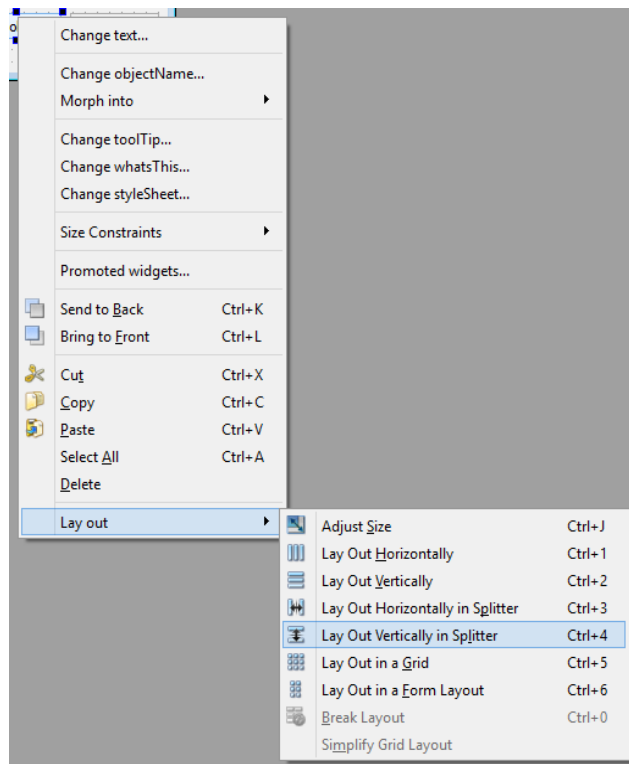 Change text...
Change objectName...
Morph into
Change toolTip...
Change whatsThis...
Change styleSheet...
Size Constraints
Promoted widgets...
Send to Back Ctrl+K
Bring to Front Ctrl+L
Cut Ctrl+X
Copy Ctrl+C
Paste Ctrl+V
Select All Ctrl+A
Delete
Lay out
Adjust Size Ctrl+J
Lay Out Horizontally Ctrl+1
Lay Out Vertically Ctrl+2
Lay Out Horizontally in Splitter Ctrl+3
Lay Out Vertically in Splitter Ctrl+4
Lay Out in a Grid Ctrl+5
Lay Out in a Form Layout Ctrl+6
Break Layout Ctrl+0
Simplify Grid Layout